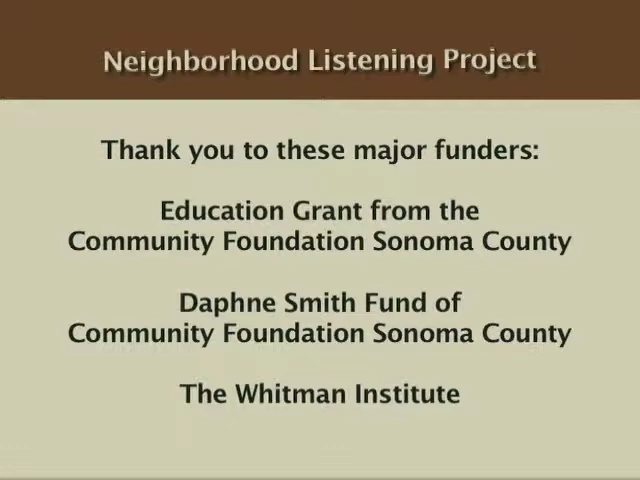 Neighborhood Listening Project
Thank you to these major funders:
Education Grant from the
Community Foundation Sonoma County
Daphne Smith Fund of
Community Foundation Sonoma County
The Whitman Institute